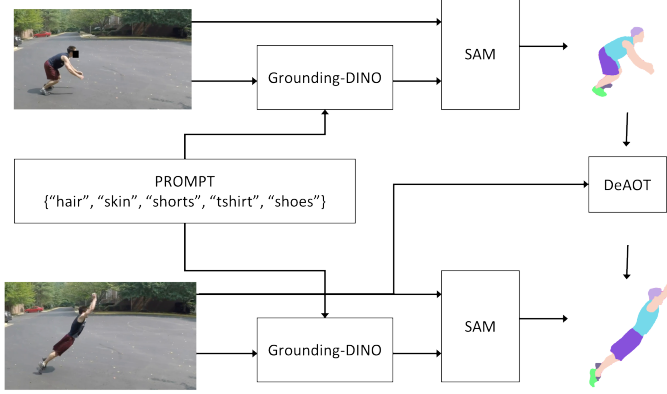 SAM
Grounding-DINO
PROMPT
{“hair”, “skin”, “shorts”, “tshirt”, “shoes”}
DeAOT
SAM
Grounding-DINO